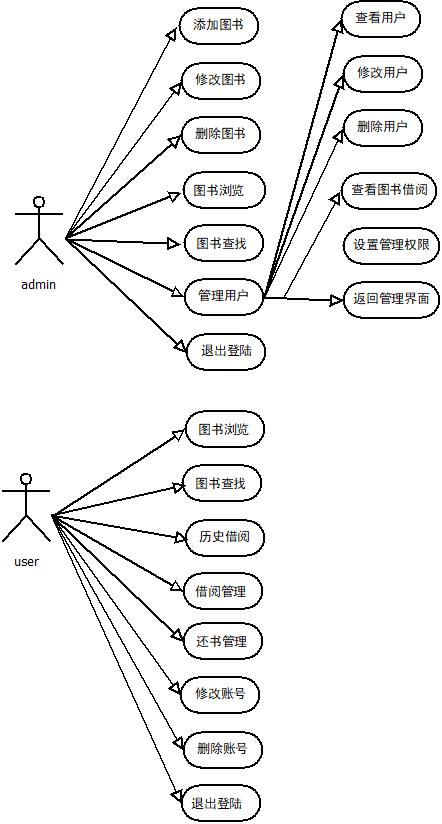 添加图书
修改图书
删除图书
图书浏览
图书查找
管理用户
退出登陆
查看用户
修改用户
删除用户
查看图书借阅
设置管理权限
返回管理界面
admin
图书浏览
图书查找
历史借阅
借阅管理
还书管理
修改账号
删除账号
退出登陆
user